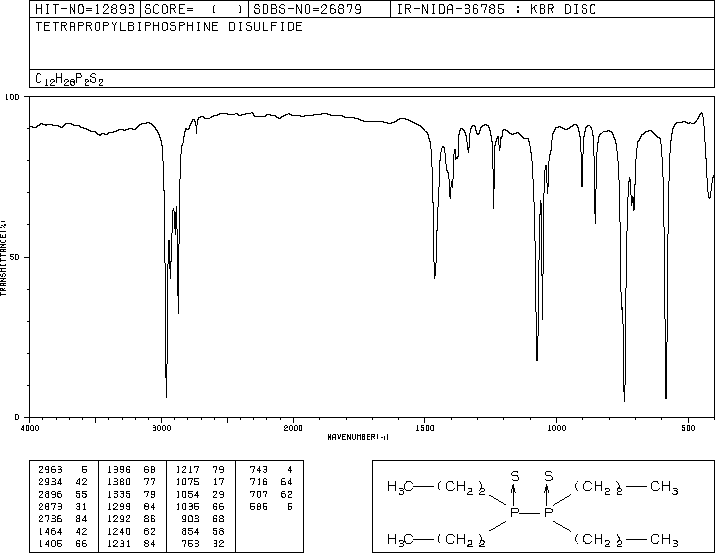 HIT-NO=12893 SCORE= ( ) SDBS-NO=26879 IR-NIDA-36785 : KBR DISC
TETRAPROPYLBIPHOSPHINE DISULFIDE
C12H28P2S2
100
50
0
TRANSMITTANCE(%)
4000 3000 2000 1500 1000 500
WAVENUMBER(-1)
2963 5 1396 68 1217 79 743 4
2934 42 1380 77 1075 17 716 64
2896 55 1335 79 1054 29 707 62
2873 31 1299 84 1035 66 585 5
2736 84 1292 86 903 68
1464 42 1240 62 854 58
1405 66 1231 84 753 32
S S
H3C—(CH2)2 (CH2)2—CH3
P—P
H3C—(CH2)2 (CH2)2—CH3